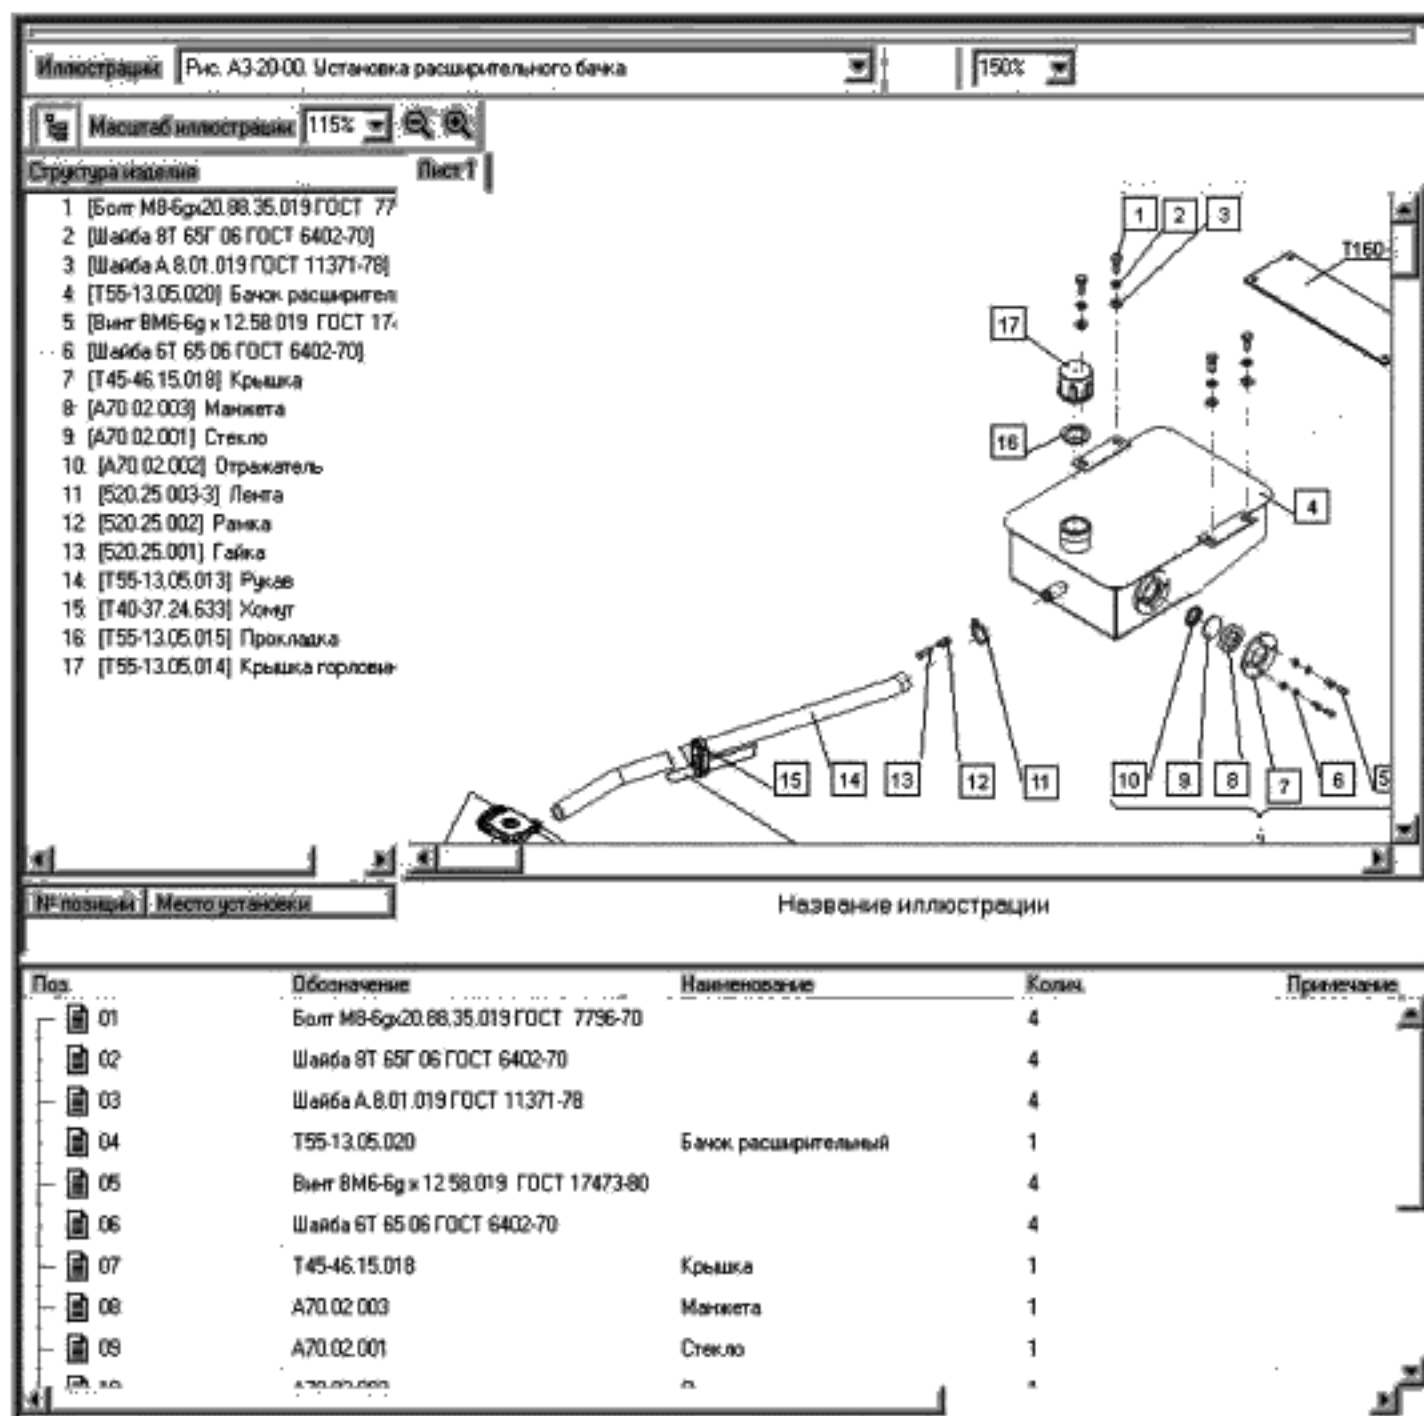 Иллюстрации Рис. А3-20-00. Установка расширительного бачка 150%
Масштаб иллюстрации 115%
Структура изделия Лист 1
1 [Болт М8-6gх20.88.35.019 ГОСТ 77
2 [Шайба 8Т 65Г 06 ГОСТ 6402-70]
3 [Шайба А.8.01.019 ГОСТ 11371-78]
4 [Т55-13.05.020] Бачок расширител
5 [Винт ВМ6-6g х 12.58.019 ГОСТ 17
6 [Шайба 6Т 65 06 ГОСТ 6402-70]
7 [Т45-46.15.018] Крышка
8 [А70.02.003] Манжета
9 [А70.02.001] Стекло
10 [А70.02.002] Отражатель
11 [520.25.003-3] Лента
12 [520.25.002] Рамка
13 [520.25.001] Гайка
14 [Т55-13.05.013] Рукав
15 [Т40-37.24.633] Хомут
16 [Т55-13.05.015] Прокладка
17 [Т55-13.05.014] Крышка горловин
1 2 3
Т160-
17
16
4
15 14 13 12 11 10 9 8 7 6 5
№ позиции Место установки
Название иллюстрации
Поз. Обозначение Наименование Колич. Примечание
01 Болт М8-6gх20.88.35.019 ГОСТ 7796-70 4
02 Шайба 8Т 65Г 06 ГОСТ 6402-70 4
03 Шайба А.8.01.019 ГОСТ 11371-78 4
04 Т55-13.05.020 Бачок расширительный 1
05 Винт ВМ6-6g х 12.58.019 ГОСТ 17473-80 4
06 Шайба 6Т 65 06 ГОСТ 6402-70 4
07 Т45-46.15.018 Крышка 1
08 А70.02 003 Манжета 1
09 А70.02.001 Стекло 1